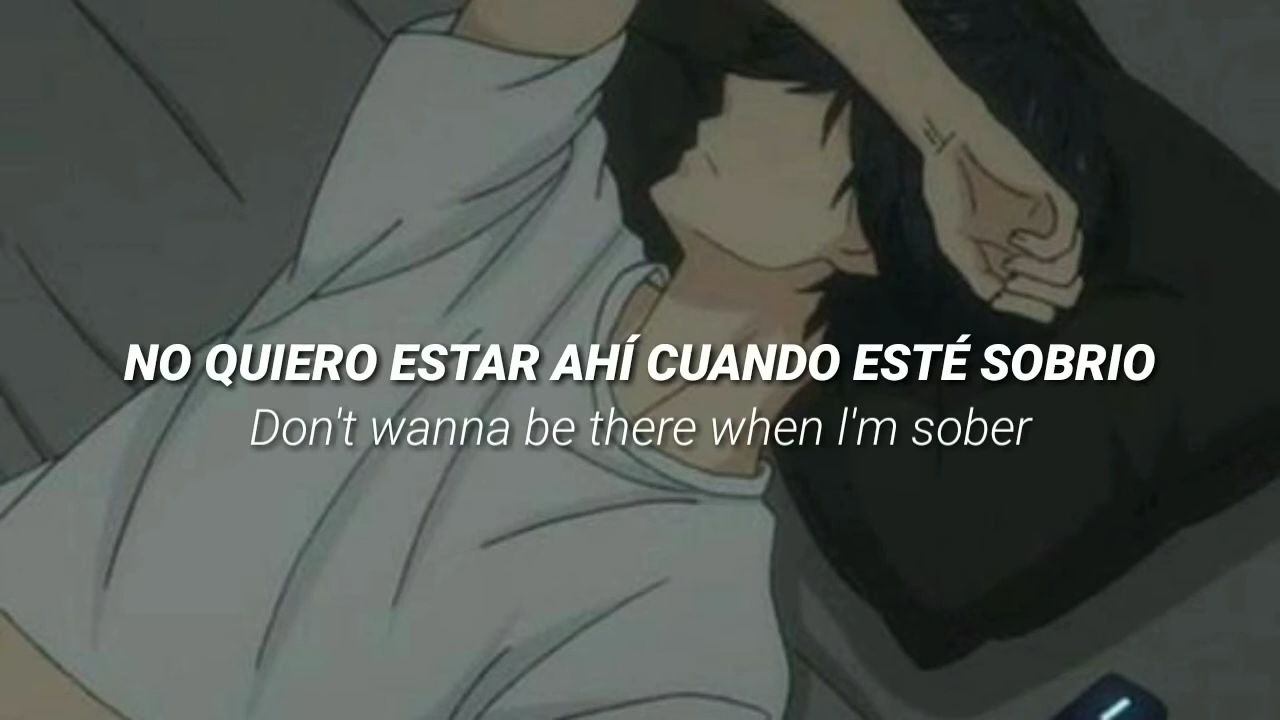 NO QUIERO ESTAR AHÍ CUANDO ESTÉ SOBRIO
Don't wanna be there when I'm sober